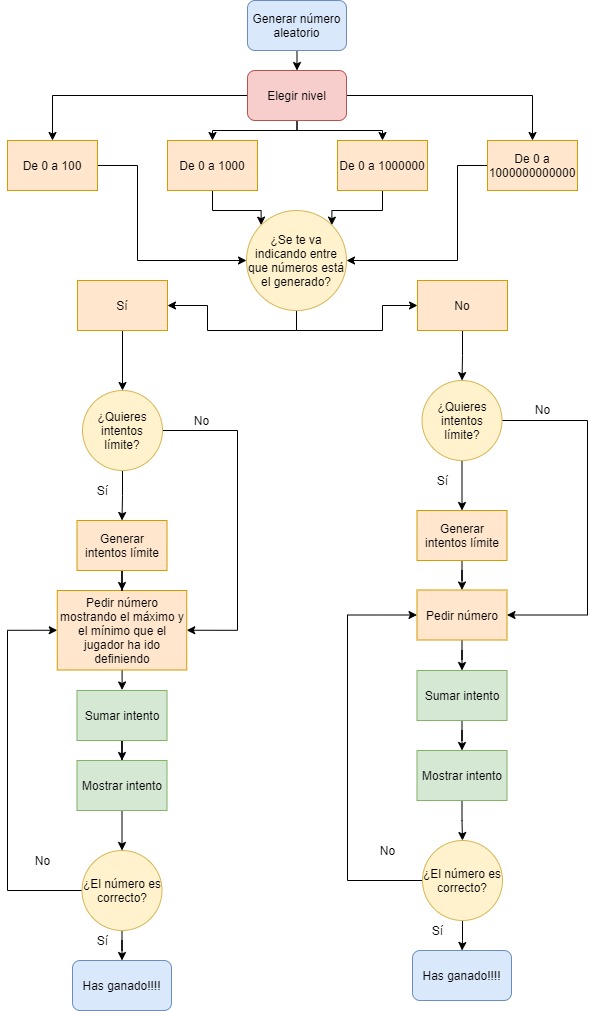 Generar número
aleatorio
Elegir nivel
De 0 a 100
De 0 a 1000
De 0 a 1000000
De 0 a
1000000000000
¿Se te va
indicando entre
que números está
el generado?
Sí
No
¿Quieres
intentos
límite?
No
Sí
Generar
intentos límite
Pedir número
mostrando el máximo y
el mínimo que el
jugador ha ido
definiendo
Sumar intento
Mostrar intento
No
¿El número es
correcto?
Sí
Has ganado!!!!
¿Quieres
intentos
límite?
No
Sí
Generar
intentos límite
Pedir número
Sumar intento
Mostrar intento
No
¿El número es
correcto?
Sí
Has ganado!!!!